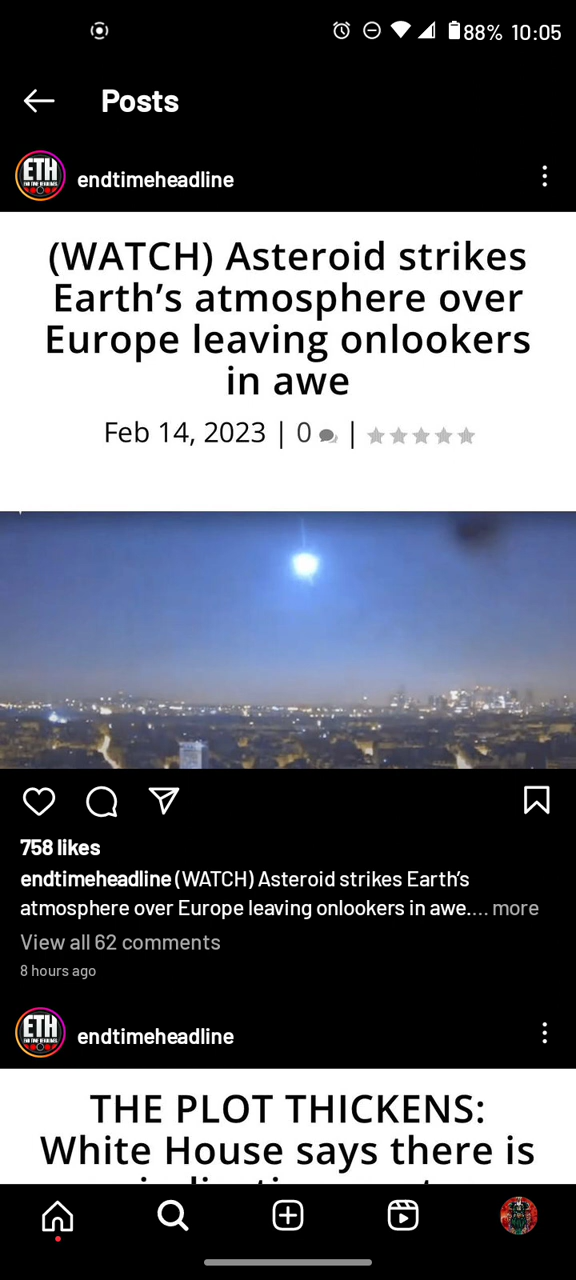 88% 10:05
Posts
ETH
endtimeheadline
(WATCH) Asteroid strikes
Earth’s atmosphere over
Europe leaving onlookers
in awe
Feb 14, 2023 | 0 |
758 likes
endtimeheadline (WATCH) Asteroid strikes Earth’s
atmosphere over Europe leaving onlookers in awe.... more
View all 62 comments
8 hours ago
ETH
endtimeheadline
THE PLOT THICKENS:
White House says there is